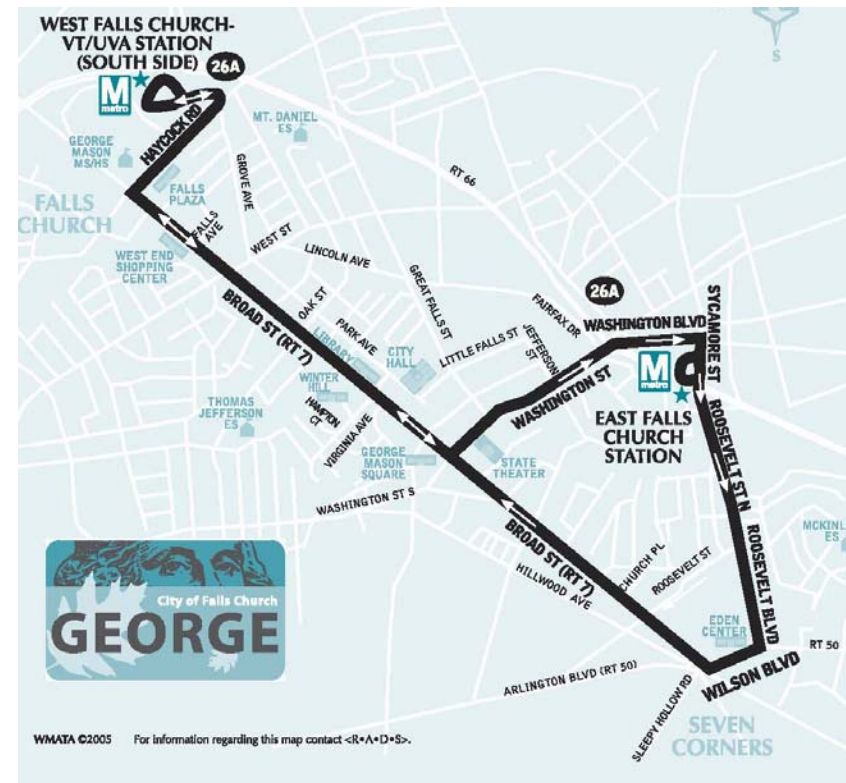 WEST FALLS CHURCH-
VT/UVA STATION
(SOUTH SIDE)
26A
M
metro
HAYCOCK RD
MT. DANIEL
ES
S
GEORGE
MASON
MS/HS
FALLS
PLAZA
GROVE AVE
RT 66
FALLS
CHURCH
FALLS
AVE
WEST ST
LINCOLN AVE
WEST END
SHOPPING
CENTER
GREAT FALLS ST
BROAD ST (RT 7)
OAK ST
PARK AVE
LIBRARY
CITY
HALL
LITTLE FALLS ST
FAIRFAX DR
JEFFERSON
ST
26A
WASHINGTON BLVD
SYCAMORE ST
WINTER
HILL
HAMPTON
CT
THOMAS
JEFFERSON
ES
VIRGINIA AVE
WASHINGTON ST
M
metro
EAST FALLS
CHURCH
STATION
ROOSEVELT ST N
GEORGE
MASON
SQUARE
STATE
THEATER
WASHINGTON ST S
BROAD ST (RT 7)
HILLWOOD AVE
CHURCH PL
ROOSEVELT ST
ROOSEVELT BLVD
MCKINL
ES
City of Falls Church
GEORGE
EDEN
CENTER
RT 50
ARLINGTON BLVD (RT 50)
WILSON BLVD
SLEEPY HOLLOW RD
SEVEN
CORNERS
WMATA ©2005 For information regarding this map contact <R•A•D•S>.